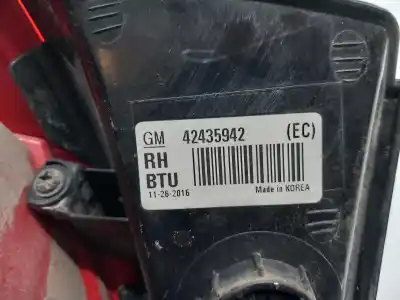 GM 42435942 (EC)
RH
BTU
11-26-2016 Made in KOREA